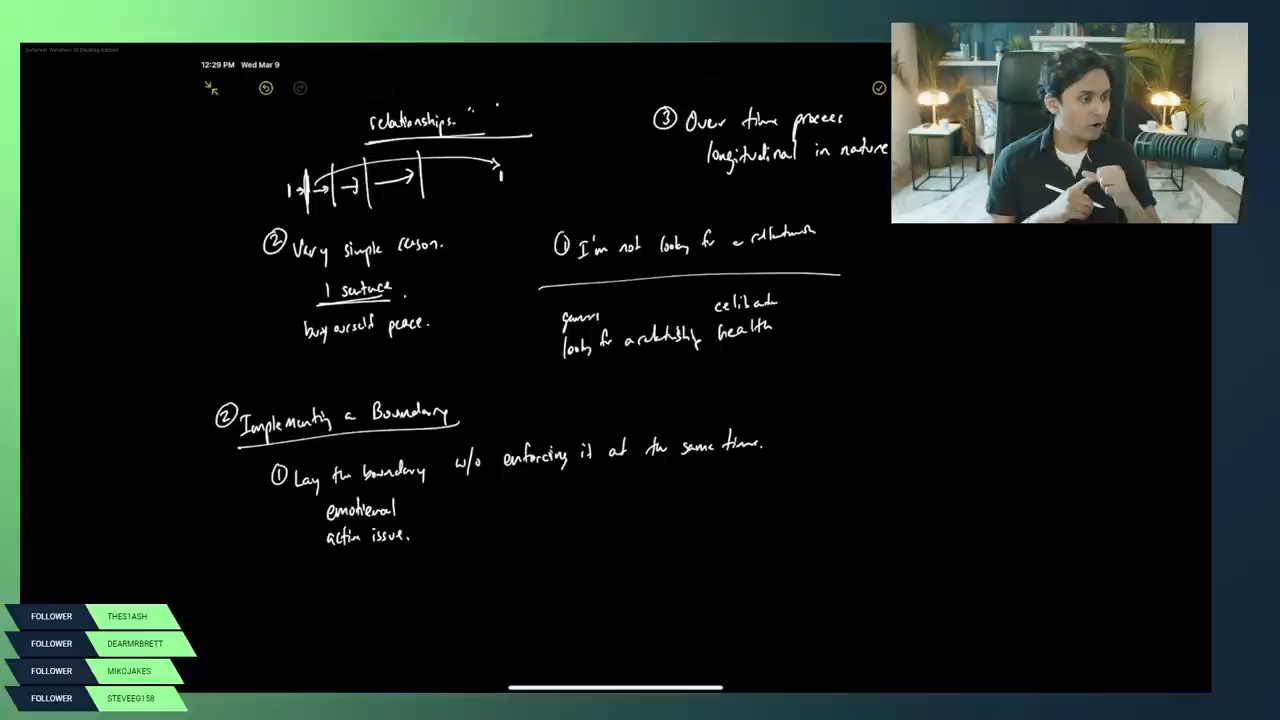 12:29 PM Wed Mar 9
relationships.
③ Over time process
longitudinal in nature
② Very simple reason.
1 sentence.
buy ourself peace.
① I'm not looking for a relationship
celibate
looking for a relationship health
② Implementing a Boundary
① Lay the boundary w/o enforcing it at the same time.
emotional
action issue.
FOLLOWER THES1ASH
FOLLOWER DEARMRBRETT
FOLLOWER MIKOJAKES
FOLLOWER STEVEEG158